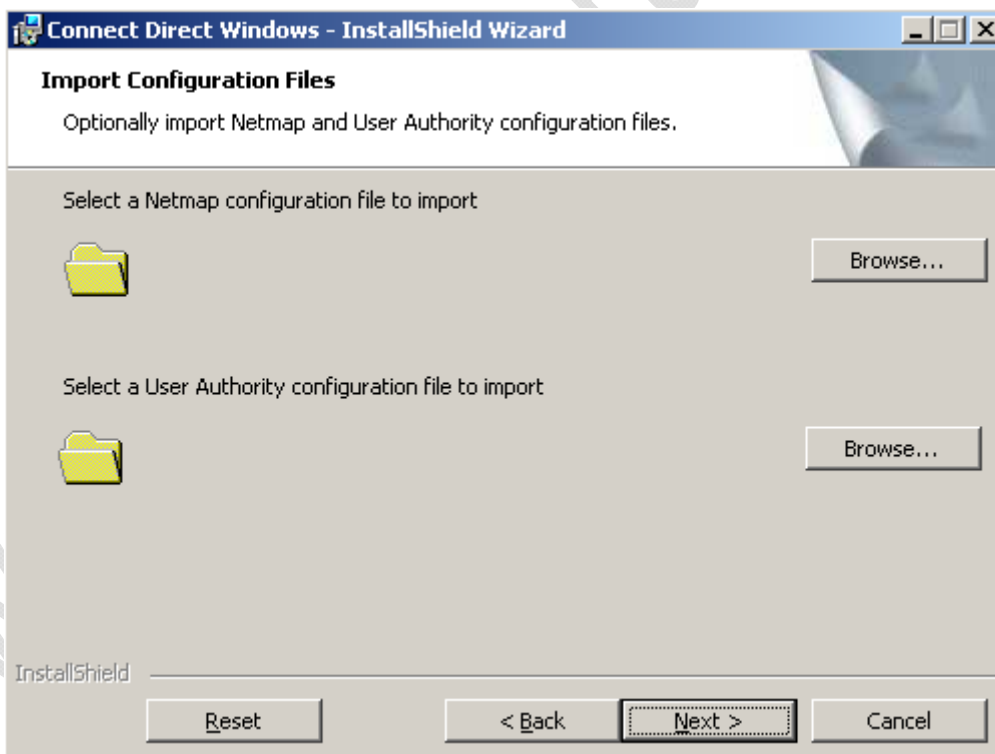 Connect Direct Windows - InstallShield Wizard
Import Configuration Files
Optionally import Netmap and User Authority configuration files.
Select a Netmap configuration file to import
Browse...
Select a User Authority configuration file to import
Browse...
InstallShield
Reset
< Back
Next >
Cancel